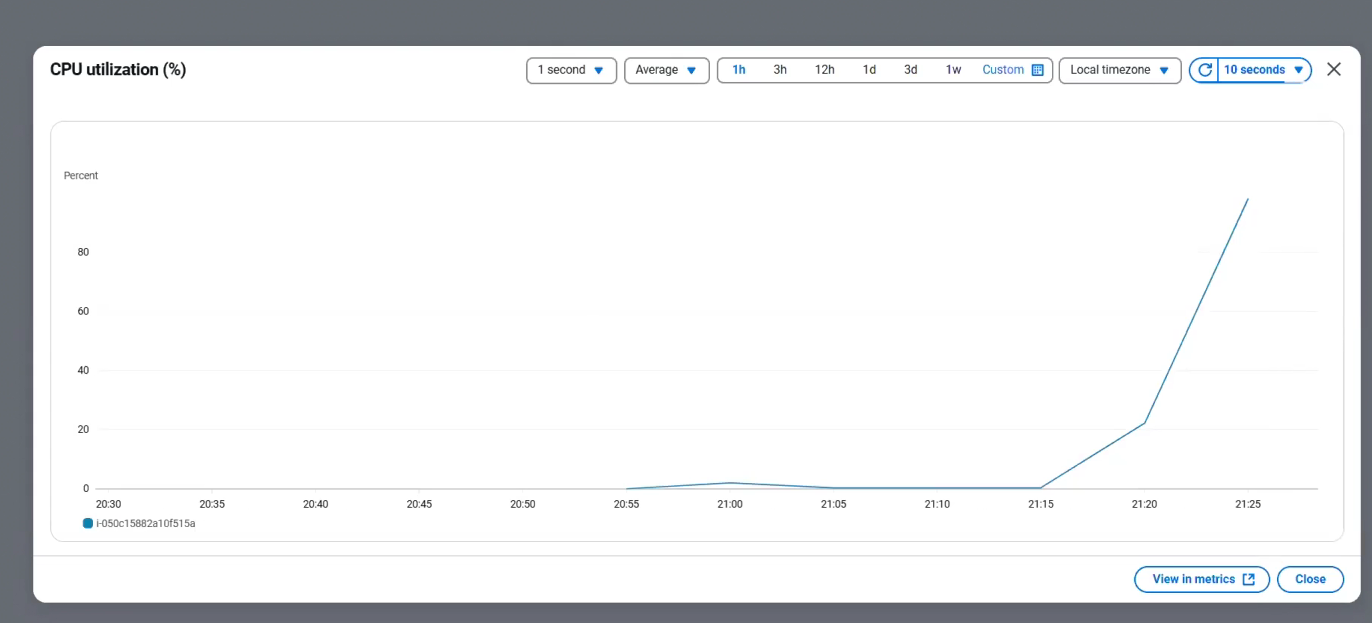 CPU utilization (%) 1 second Average 1h 3h 12h 1d 3d 1w Custom Local timezone 10 seconds
Percent
80
60
40
20
0
20:30 20:35 20:40 20:45 20:50 20:55 21:00 21:05 21:10 21:15 21:20 21:25
i-050c15882a10f515a
View in metrics Close